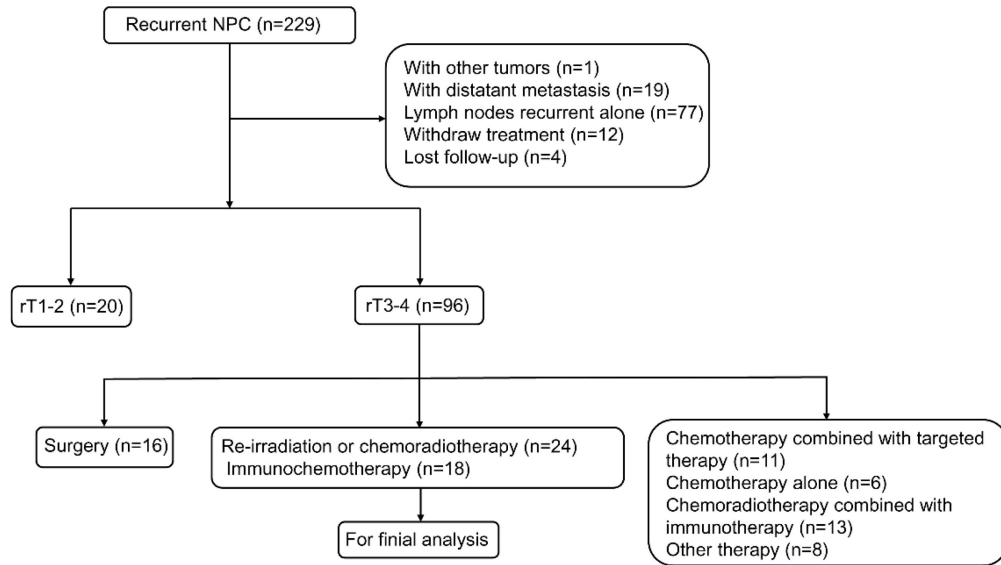 Recurrent NPC (n=229)
With other tumors (n=1)
With distatant metastasis (n=19)
Lymph nodes recurrent alone (n=77)
Withdraw treatment (n=12)
Lost follow-up (n=4)
rT1-2 (n=20)
rT3-4 (n=96)
Surgery (n=16)
Re-irradiation or chemoradiotherapy (n=24)
Immunochemotherapy (n=18)
Chemotherapy combined with targeted
therapy (n=11)
Chemotherapy alone (n=6)
Chemoradiotherapy combined with
immunotherapy (n=13)
Other therapy (n=8)
For finial analysis